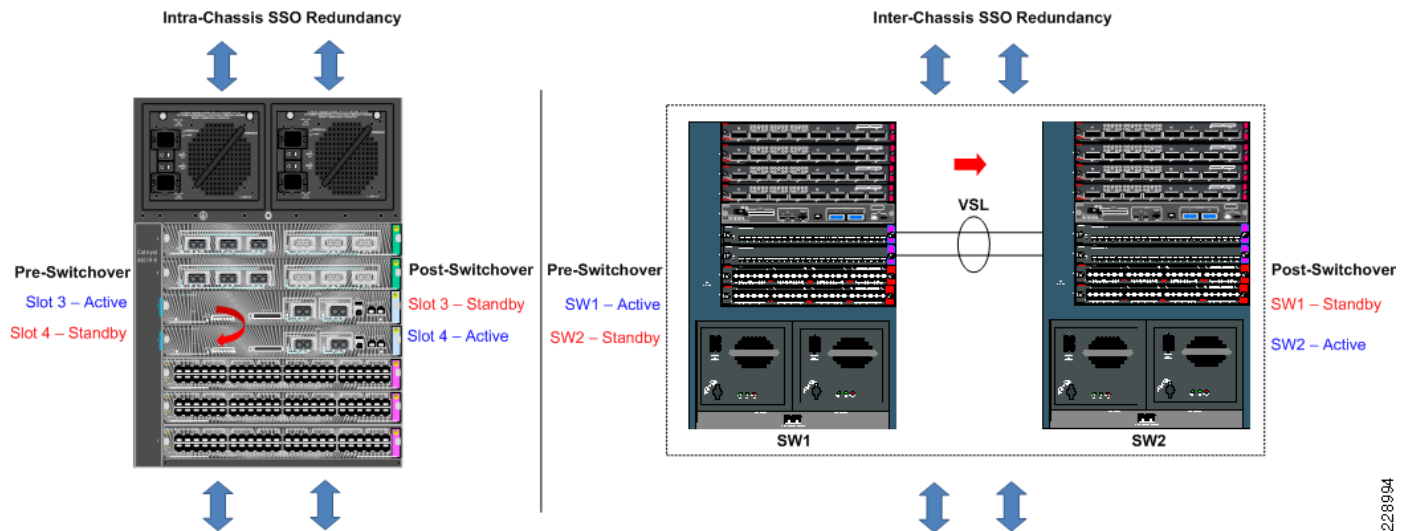 Intra-Chassis SSO Redundancy
Pre-Switchover
Slot 3 – Active
Slot 4 – Standby
Catalyst
Post-Switchover
Slot 3 – Standby
Slot 4 – Active
Inter-Chassis SSO Redundancy
Pre-Switchover
SW1 – Active
SW2 – Standby
VSL
SW1
SW2
Post-Switchover
SW1 – Standby
SW2 – Active
228994